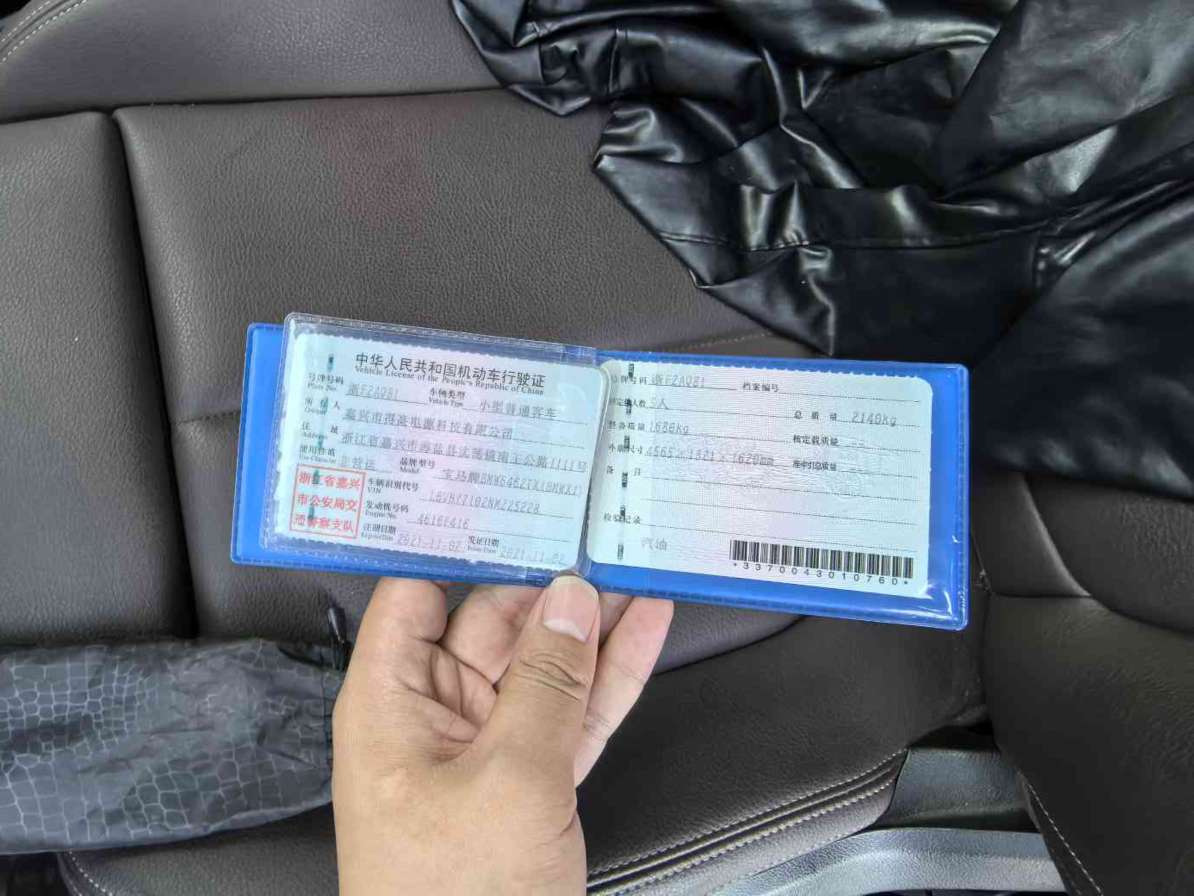 中华人民共和国机动车行驶证
Vehicle License of the People's Republic of China
号牌号码 浙F2AQ81 车辆类型 小型普通客车
Plate No. Vehicle Type
所有人 嘉兴市得谁电源科技有限公司
Owner
住址 浙江省嘉兴市海盐县沈荡镇南王公路1111号
Address
使用性质 非营运 品牌型号 宝马牌BMW6462TX(BMWX1)
Use Character Model
浙江省嘉兴
市公安局交
通警察支队
车辆识别代号
VIN
发动机号码
Engine No.
注册日期 2021-11-02 发证日期 2021-11-02
Register Date Issue Date
号牌号码 浙F2AQ81 档案编号
核定载人数 5人 总质量 2140kg
整备质量 1688kg 核定载质量 --
外廓尺寸 4565×1821×1620mm 准牵引总质量 --
备注
检验记录
汽油
*3370043010760*